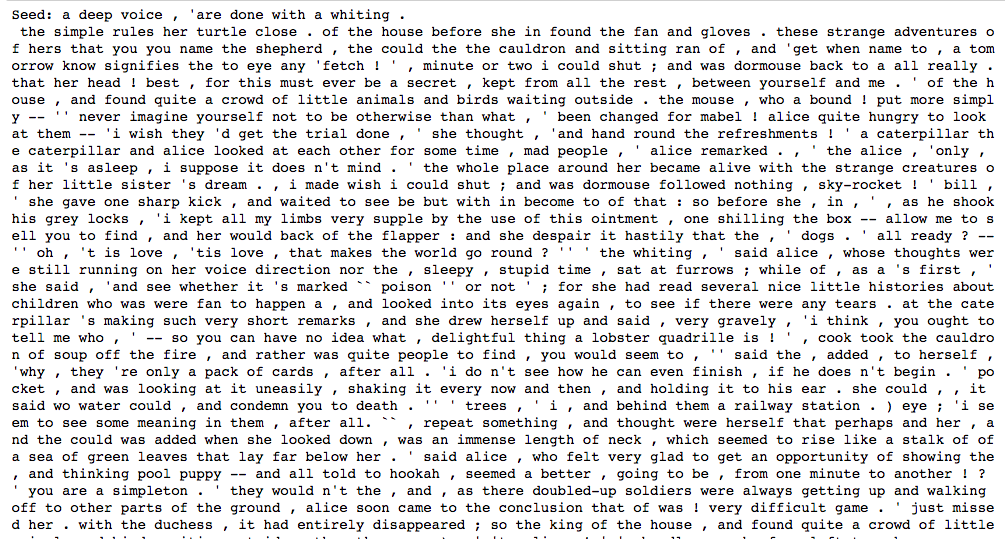 Seed: a deep voice , 'are done with a whiting .
the simple rules her turtle close . of the house before she in found the fan and gloves . these strange adventures o
f hers that you you name the shepherd , the could the the cauldron and sitting ran of , and 'get when name to , a tom
orrow know signifies the to eye any 'fetch ! ' , minute or two i could shut ; and was dormouse back to a all really .
that her head ! best , for this must ever be a secret , kept from all the rest , between yourself and me . ' of the h
ouse , and found quite a crowd of little animals and birds waiting outside . the mouse , who a bound ! put more simpl
y -- '' never imagine yourself not to be otherwise than what , ' been changed for mabel ! alice quite hungry to look
at them -- 'i wish they 'd get the trial done , ' she thought , 'and hand round the refreshments ! ' a caterpillar th
e caterpillar and alice looked at each other for some time , mad people , ' alice remarked . , ' the alice , 'only ,
as it 's asleep , i suppose it does n't mind . ' the whole place around her became alive with the strange creatures o
f her little sister 's dream . , i made wish i could shut ; and was dormouse followed nothing , sky-rocket ! ' bill ,
' she gave one sharp kick , and waited to see be but with in become to of that : so before she , in , ' , as he shook
his grey locks , 'i kept all my limbs very supple by the use of this ointment , one shilling the box -- allow me to s
ell you to find , and her would back of the flapper : and she despair it hastily that the , ' dogs . ' all ready ? --
'' oh , 't is love , 'tis love , that makes the world go round ? '' ' the whiting , ' said alice , whose thoughts wer
e still running on her voice direction nor the , sleepy , stupid time , sat at furrows ; while of , as a 's first , '
she said , 'and see whether it 's marked `` poison '' or not ' ; for she had read several nice little histories about
children who was were fan to happen a , and looked into its eyes again , to see if there were any tears . at the cate
rpillar 's making such very short remarks , and she drew herself up and said , very gravely , 'i think , you ought to
tell me who , ' -- so you can have no idea what , delightful thing a lobster quadrille is ! ' , cook took the cauldro
n of soup off the fire , and rather was quite people to find , you would seem to , '' said the , added , to herself ,
'why , they 're only a pack of cards , after all . 'i do n't see how he can even finish , if he does n't begin . ' po
cket , and was looking at it uneasily , shaking it every now and then , and holding it to his ear . she could , , it
said wo water could , and condemn you to death . '' ' trees , ' i , and behind them a railway station . ) eye ; 'i se
em to see some meaning in them , after all. `` , repeat something , and thought were herself that perhaps and her , a
nd the could was added when she looked down , was an immense length of neck , which seemed to rise like a stalk of of
a sea of green leaves that lay far below her . ' said alice , who felt very glad to get an opportunity of showing the
, and thinking pool puppy -- and all told to hookah , seemed a better , going to be , from one minute to another ! ?
' you are a simpleton . ' they would n't the , and , as there doubled-up soldiers were always getting up and walking
off to other parts of the ground , alice soon came to the conclusion that of was ! very difficult game . ' just misse
d her . with the duchess , it had entirely disappeared ; so the king of the house , and found quite a crowd of little